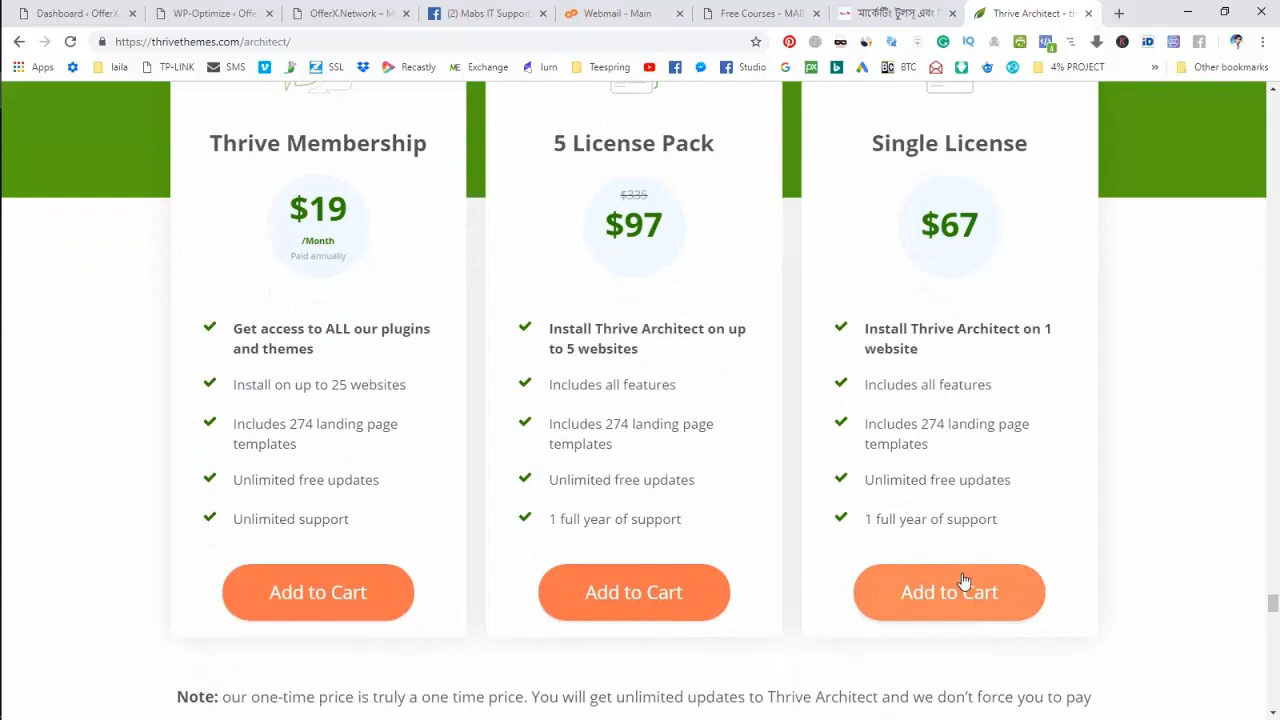 Dashboard ‹ OfferX
WP-Optimize ‹ Offe
OfferX.Network – M
(2) Mabs IT Support
Webmail - Main
Free Courses - MAI
মার্কেটিং টুলস্ এবং
Thrive Architect - th
https://thrivethemes.com/architect/
Apps
laila
TP-LINK
SMS
SSL
Recastly
Exchange
Iurn
Teespring
Studio
BTC
4% PROJECT
»
Other bookmarks
Thrive Membership
$19
/Month
Paid annually
Get access to ALL our plugins
and themes
Install on up to 25 websites
Includes 274 landing page
templates
Unlimited free updates
Unlimited support
Add to Cart
5 License Pack
$335
$97
Install Thrive Architect on up
to 5 websites
Includes all features
Includes 274 landing page
templates
Unlimited free updates
1 full year of support
Add to Cart
Single License
$67
Install Thrive Architect on 1
website
Includes all features
Includes 274 landing page
templates
Unlimited free updates
1 full year of support
Add to Cart
Note: our one-time price is truly a one time price. You will get unlimited updates to Thrive Architect and we don't force you to pay